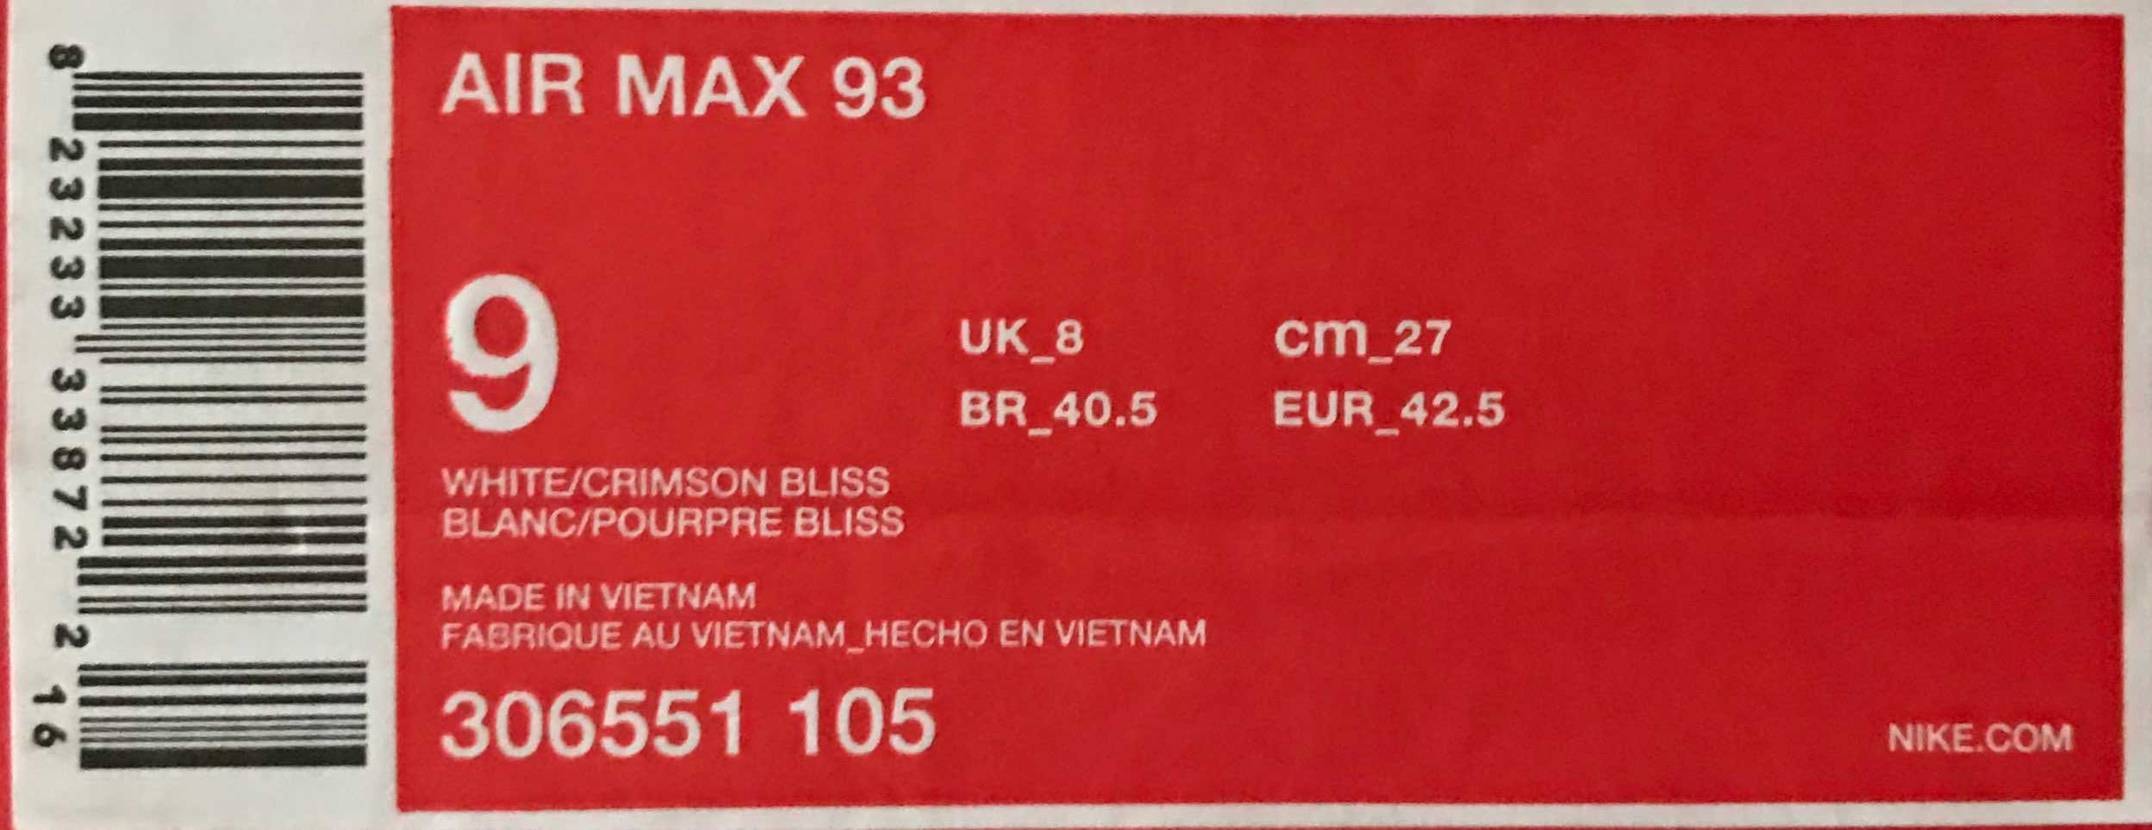 8 23233 33872 2
16
AIR MAX 93
9
UK_8 cm_27
BR_40.5 EUR_42.5
WHITE/CRIMSON BLISS
BLANC/POURPRE BLISS
MADE IN VIETNAM
FABRIQUE AU VIETNAM_HECHO EN VIETNAM
306551 105
NIKE.COM